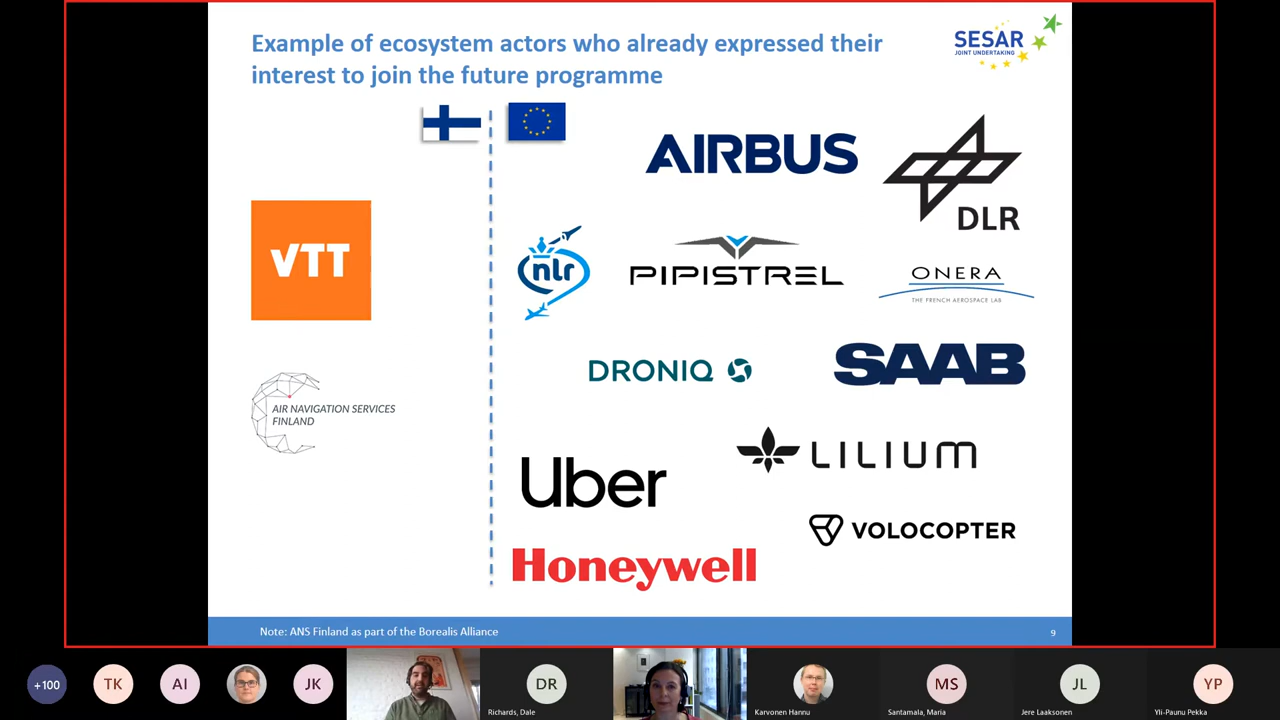 Example of ecosystem actors who already expressed their
interest to join the future programme
SESAR
JOINT UNDERTAKING
AIRBUS
DLR
VTT
nlr
PIPISTREL
ONERA
THE FRENCH AEROSPACE LAB
DRONIQ
SAAB
AIR NAVIGATION SERVICES
FINLAND
LILIUM
Uber
VOLOCOPTER
Honeywell
Note: ANS Finland as part of the Borealis Alliance
9
+100
TK
AI
JK
DR
MS
JL
YP
Richards, Dale
Karvonen Hannu
Santamala, Maria
Jere Laaksonen
Yli-Paunu Pekka